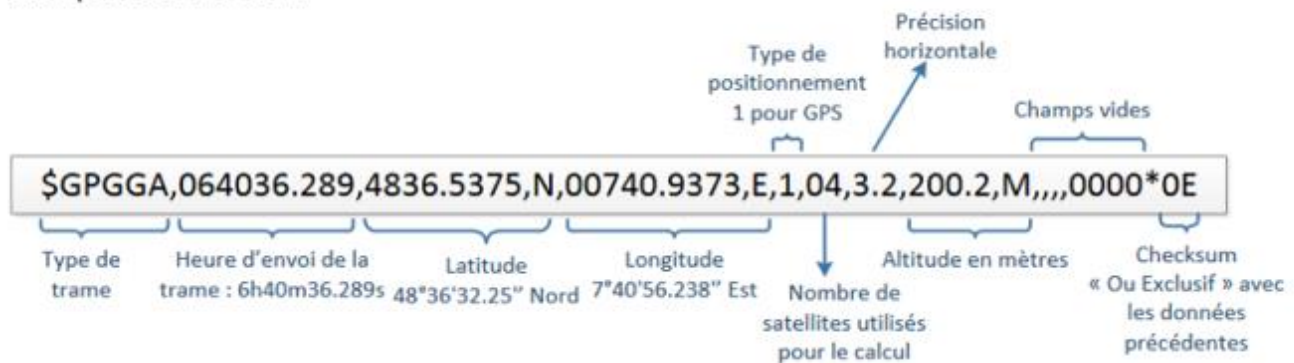 Précision
horizontale
Type de
positionnement
1 pour GPS
Champs vides
$GPGGA,064036.289,4836.5375,N,00740.9373,E,1,04,3.2,200.2,M,,,,0000*0E
Type de
trame
Heure d'envoi de la
trame : 6h40m36.289s
Latitude
48°36'32.25" Nord
Longitude
7°40'56.238" Est
Nombre de
satellites utilisés
pour le calcul
Altitude en mètres
Checksum
« Ou Exclusif » avec
les données
précédentes